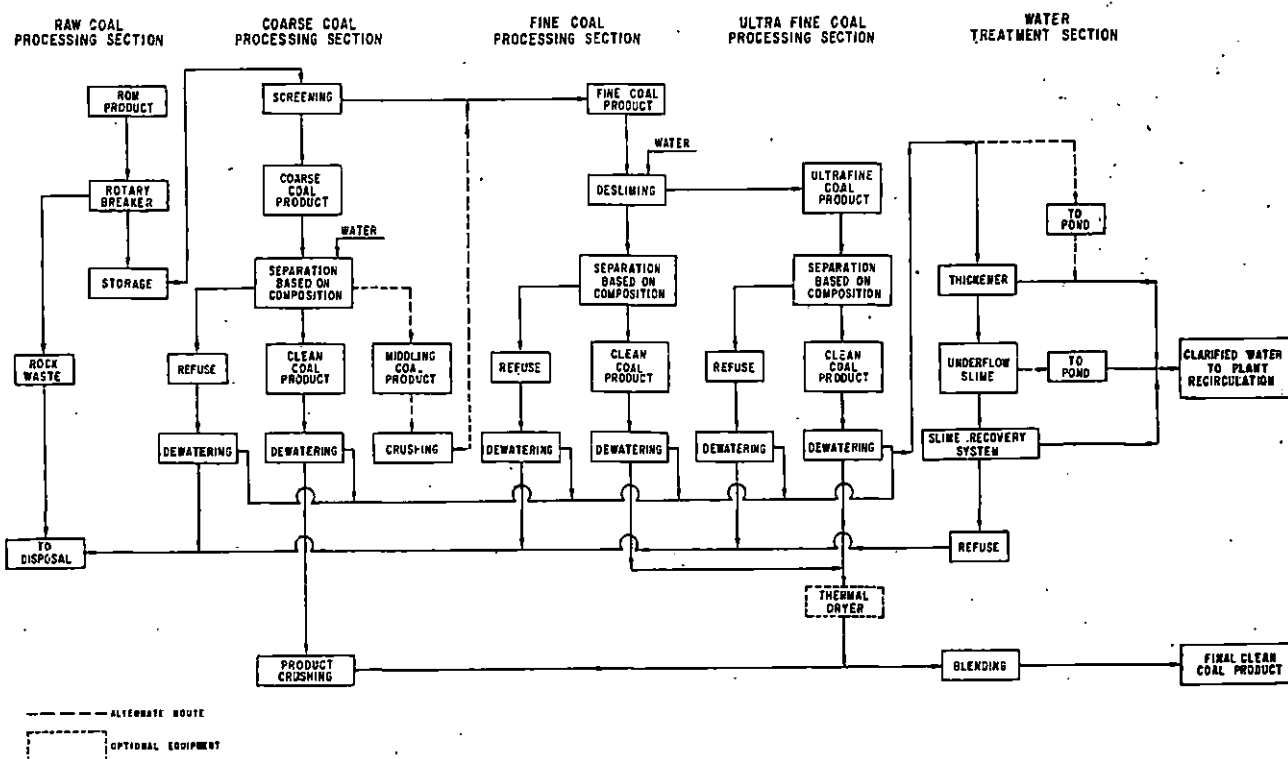 RAW COAL
PROCESSING SECTION
COARSE COAL
PROCESSING SECTION
FINE COAL
PROCESSING SECTION
ULTRA FINE COAL
PROCESSING SECTION
WATER
TREATMENT SECTION
ROM
PRODUCT
SCREENING
FINE COAL
PRODUCT
WATER
ROTARY
BREAKER
COARSE
COAL
PRODUCT
DESLIMING
ULTRAFINE
COAL
PRODUCT
TO
POND
WATER
STORAGE
SEPARATION
BASED ON
COMPOSITION
SEPARATION
BASED ON
COMPOSITION
SEPARATION
BASED ON
COMPOSITION
THICKENER
ROCK
WASTE
REFUSE
CLEAN
COAL
PRODUCT
MIDDLING
COAL
PRODUCT
REFUSE
CLEAN
COAL
PRODUCT
REFUSE
CLEAN
COAL
PRODUCT
UNDERFLOW
SLIME
TO
POND
CLARIFIED WATER
TO PLANT
RECIRCULATION
DEWATERING
DEWATERING
CRUSHING
DEWATERING
DEWATERING
DEWATERING
DEWATERING
SLIME RECOVERY
SYSTEM
TO
DISPOSAL
REFUSE
THERMAL
DRYER
PRODUCT
CRUSHING
BLENDING
FINAL CLEAN
COAL PRODUCT
ALTERNATE ROUTE
OPTIONAL EQUIPMENT